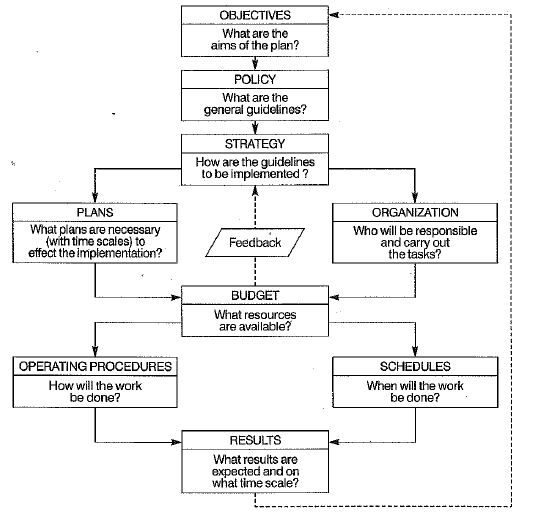 OBJECTIVES
What are the
aims of the plan?
POLICY
What are the
general guidelines?
STRATEGY
How are the guidelines
to be implemented ?
PLANS
What plans are necessary
(with time scales) to
effect the implementation?
Feedback
ORGANIZATION
Who will be responsible
and carry out
the tasks?
BUDGET
What resources
are available?
OPERATING PROCEDURES
How will the work
be done?
SCHEDULES
When will the work
be done?
RESULTS
What results are
expected and on
what time scale?